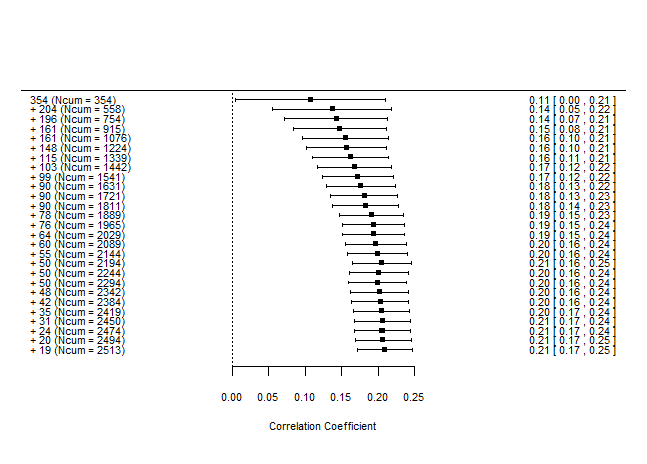 354 (Ncum = 354) 0.11 [ 0.00 , 0.21 ]
+ 204 (Ncum = 558) 0.14 [ 0.05 , 0.22 ]
+ 196 (Ncum = 754) 0.14 [ 0.07 , 0.21 ]
+ 161 (Ncum = 915) 0.15 [ 0.08 , 0.21 ]
+ 161 (Ncum = 1076) 0.16 [ 0.10 , 0.21 ]
+ 148 (Ncum = 1224) 0.16 [ 0.10 , 0.21 ]
+ 115 (Ncum = 1339) 0.16 [ 0.11 , 0.21 ]
+ 103 (Ncum = 1442) 0.17 [ 0.12 , 0.22 ]
+ 99 (Ncum = 1541) 0.17 [ 0.12 , 0.22 ]
+ 90 (Ncum = 1631) 0.18 [ 0.13 , 0.22 ]
+ 90 (Ncum = 1721) 0.18 [ 0.13 , 0.23 ]
+ 90 (Ncum = 1811) 0.18 [ 0.14 , 0.23 ]
+ 78 (Ncum = 1889) 0.19 [ 0.15 , 0.23 ]
+ 76 (Ncum = 1965) 0.19 [ 0.15 , 0.24 ]
+ 64 (Ncum = 2029) 0.19 [ 0.15 , 0.24 ]
+ 60 (Ncum = 2089) 0.20 [ 0.16 , 0.24 ]
+ 55 (Ncum = 2144) 0.20 [ 0.16 , 0.24 ]
+ 50 (Ncum = 2194) 0.21 [ 0.16 , 0.25 ]
+ 50 (Ncum = 2244) 0.20 [ 0.16 , 0.24 ]
+ 50 (Ncum = 2294) 0.20 [ 0.16 , 0.24 ]
+ 48 (Ncum = 2342) 0.20 [ 0.16 , 0.24 ]
+ 42 (Ncum = 2384) 0.20 [ 0.16 , 0.24 ]
+ 35 (Ncum = 2419) 0.20 [ 0.17 , 0.24 ]
+ 31 (Ncum = 2450) 0.21 [ 0.17 , 0.24 ]
+ 24 (Ncum = 2474) 0.21 [ 0.17 , 0.24 ]
+ 20 (Ncum = 2494) 0.21 [ 0.17 , 0.25 ]
+ 19 (Ncum = 2513) 0.21 [ 0.17 , 0.25 ]
0.00 0.05 0.10 0.15 0.20 0.25
Correlation Coefficient